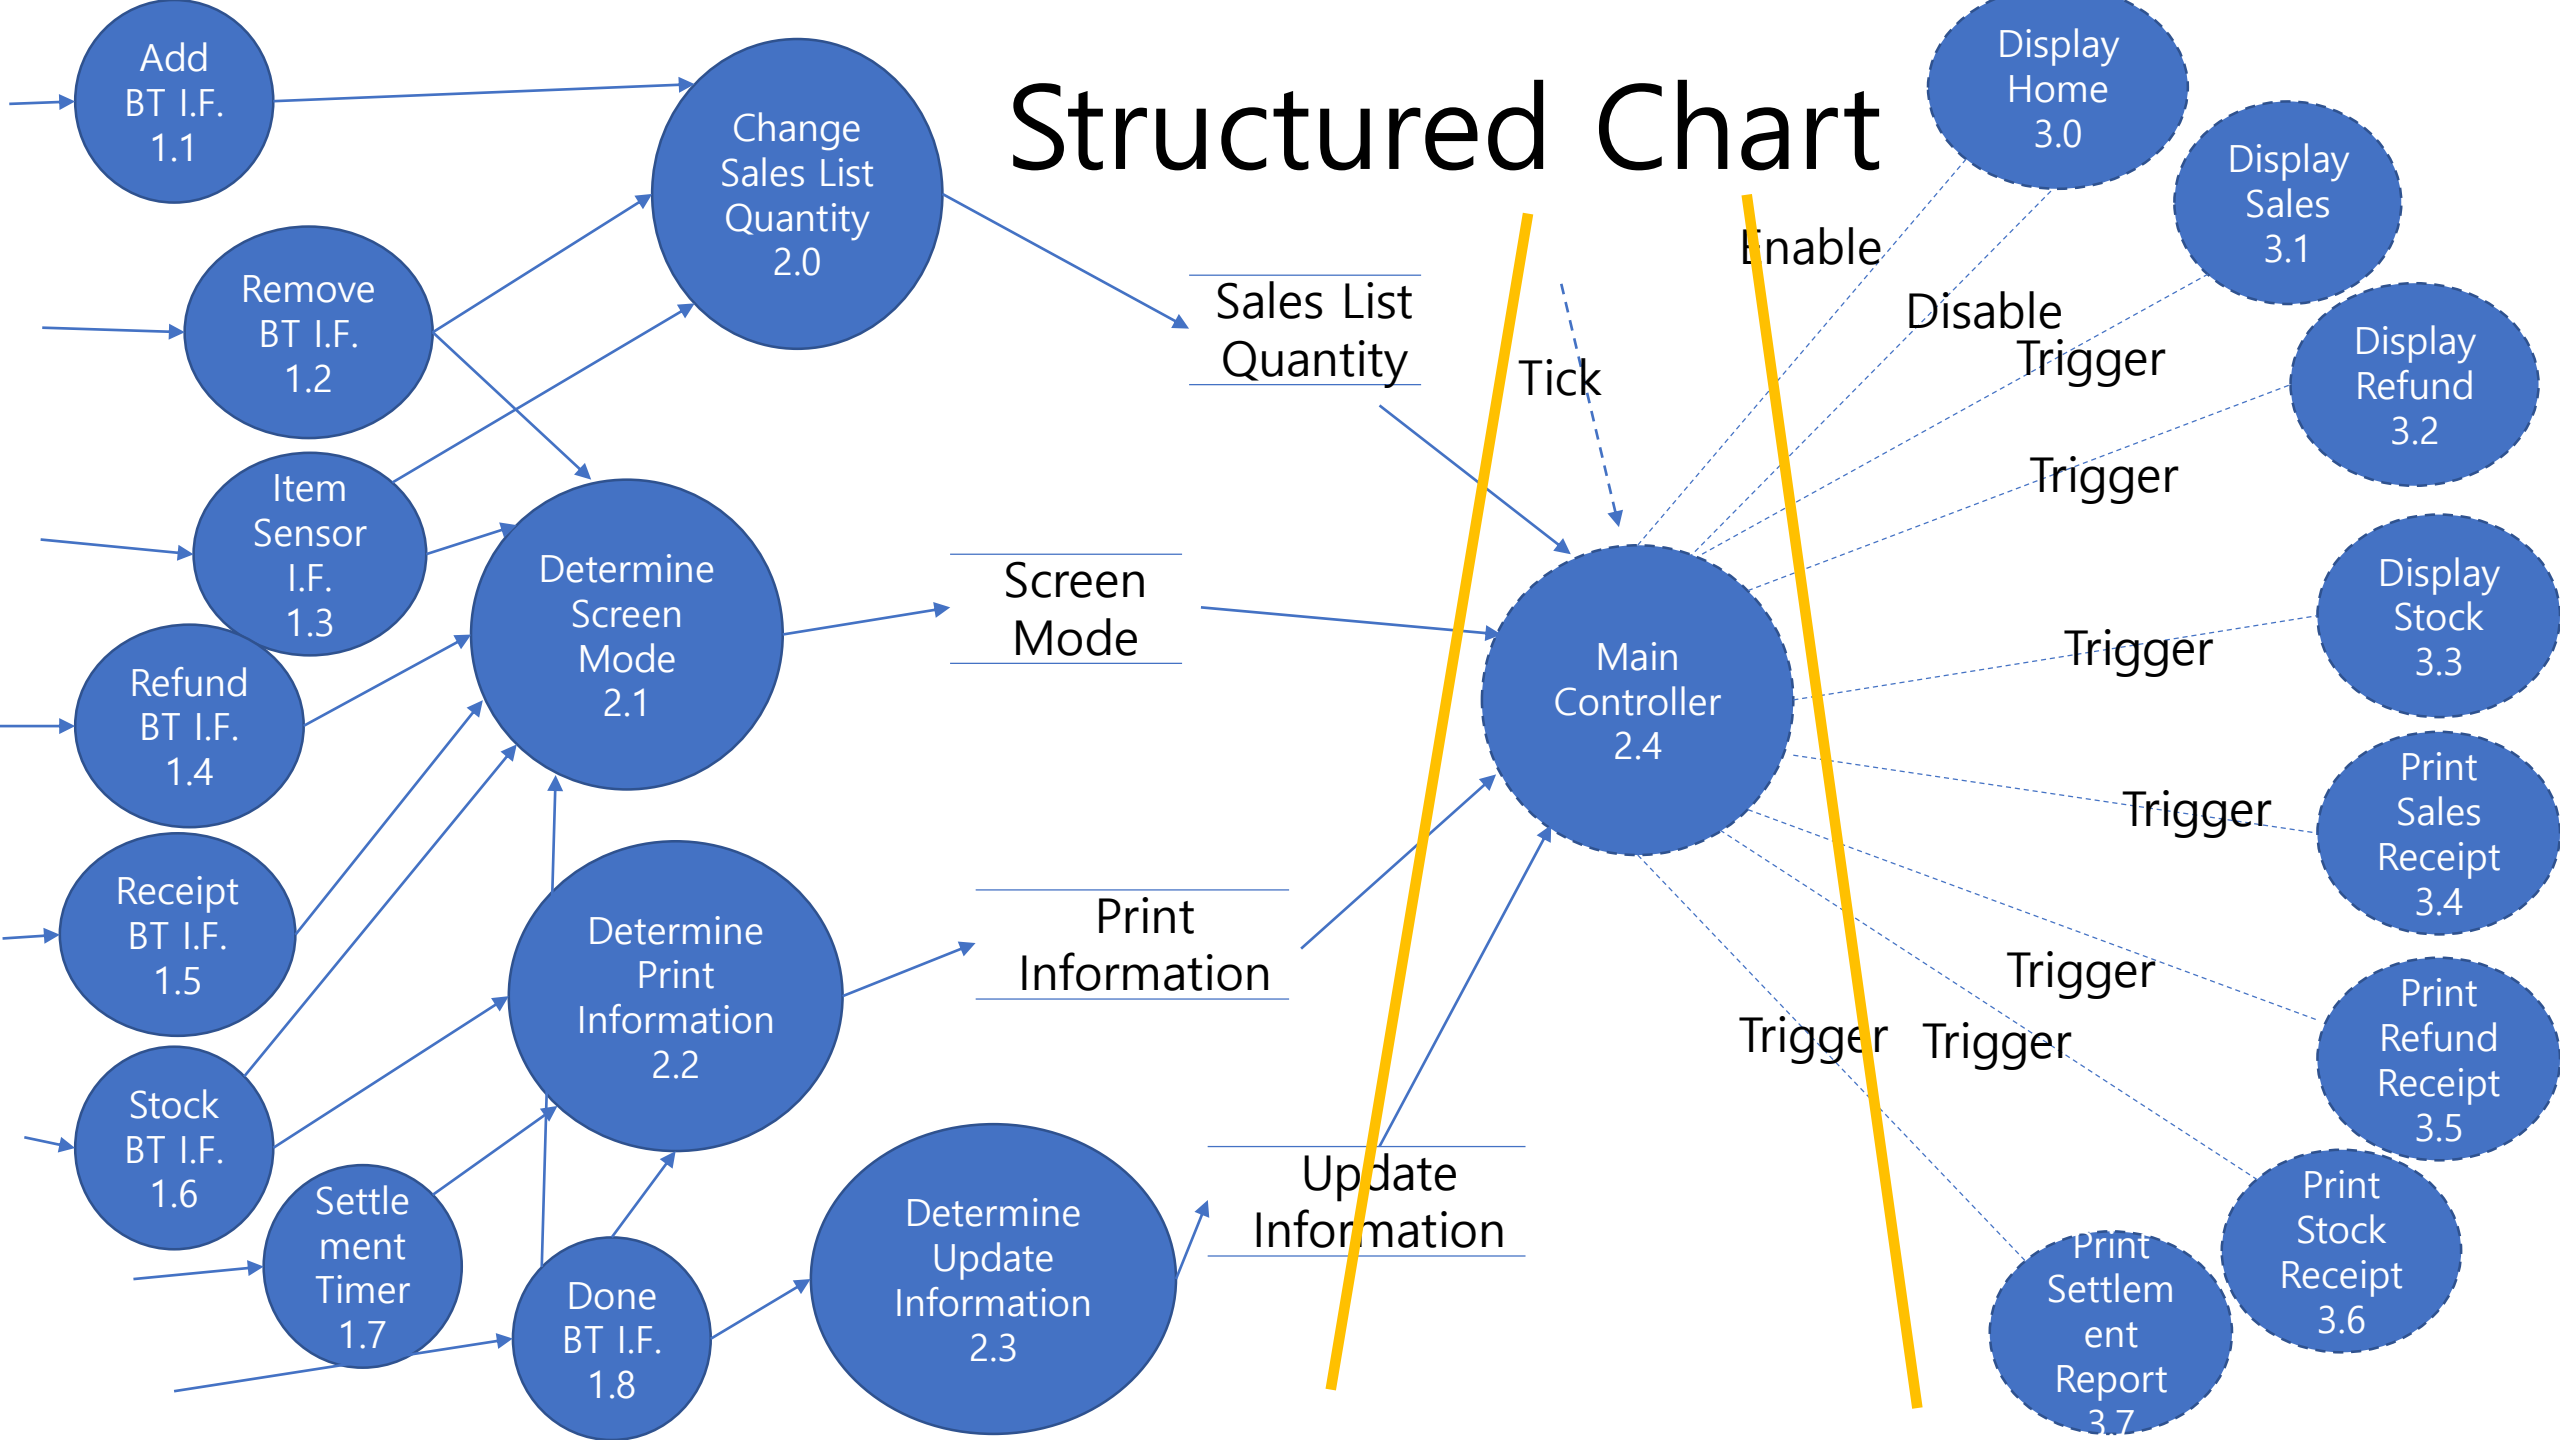 Structured Chart
Add
BT I.F.
1.1
Remove
BT I.F.
1.2
Item
Sensor
I.F.
1.3
Refund
BT I.F.
1.4
Receipt
BT I.F.
1.5
Stock
BT I.F.
1.6
Settle
ment
Timer
1.7
Done
BT I.F.
1.8
Change
Sales List
Quantity
2.0
Determine
Screen
Mode
2.1
Determine
Print
Information
2.2
Determine
Update
Information
2.3
Sales List
Quantity
Screen
Mode
Print
Information
Update
Information
Tick
Main
Controller
2.4
Enable
Disable
Trigger
Trigger
Trigger
Trigger
Trigger
Trigger
Trigger
Display
Home
3.0
Display
Sales
3.1
Display
Refund
3.2
Display
Stock
3.3
Print
Sales
Receipt
3.4
Print
Refund
Receipt
3.5
Print
Stock
Receipt
3.6
Print
Settlem
ent
Report
3.7